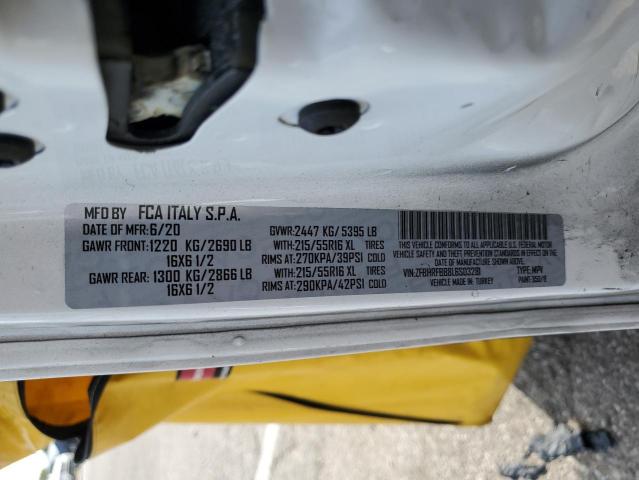 MFD BY FCA ITALY S.P.A.
DATE OF MFR: 6/20 GVWR: 2447 KG/ 5395 LB
GAWR FRONT: 1220 KG/2690 LB WITH: 215/55R16 XL TIRES
16X6 1/2 RIMS AT: 270KPA/39PSI COLD
GAWR REAR: 1300 KG/2866 LB WITH: 215/55R16 XL TIRES
16X6 1/2 RIMS AT: 290KPA/42PSI COLD
THIS VEHICLE CONFORMS TO ALL APPLICABLE U.S. FEDERAL MOTOR
VEHICLE SAFETY AND THEFT PREVENTION STANDARDS IN EFFECT ON THE DATE
OF MANUFACTURE SHOWN ABOVE.
TYPE: MPV
VEHICLE MADE IN: TURKEY PAINT: